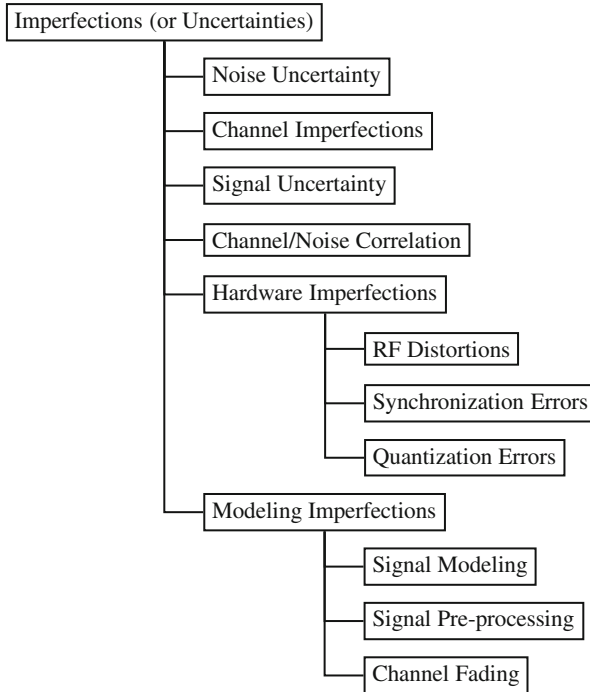 Imperfections (or Uncertainties)
Noise Uncertainty
Channel Imperfections
Signal Uncertainty
Channel/Noise Correlation
Hardware Imperfections
RF Distortions
Synchronization Errors
Quantization Errors
Modeling Imperfections
Signal Modeling
Signal Pre-processing
Channel Fading